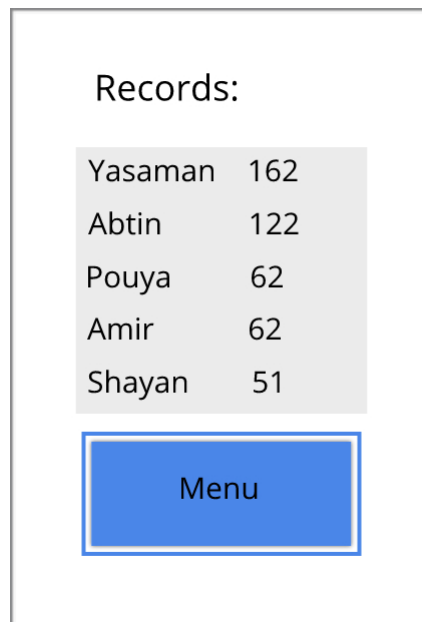 Records:
Yasaman 162
Abtin 122
Pouya 62
Amir 62
Shayan 51
Menu